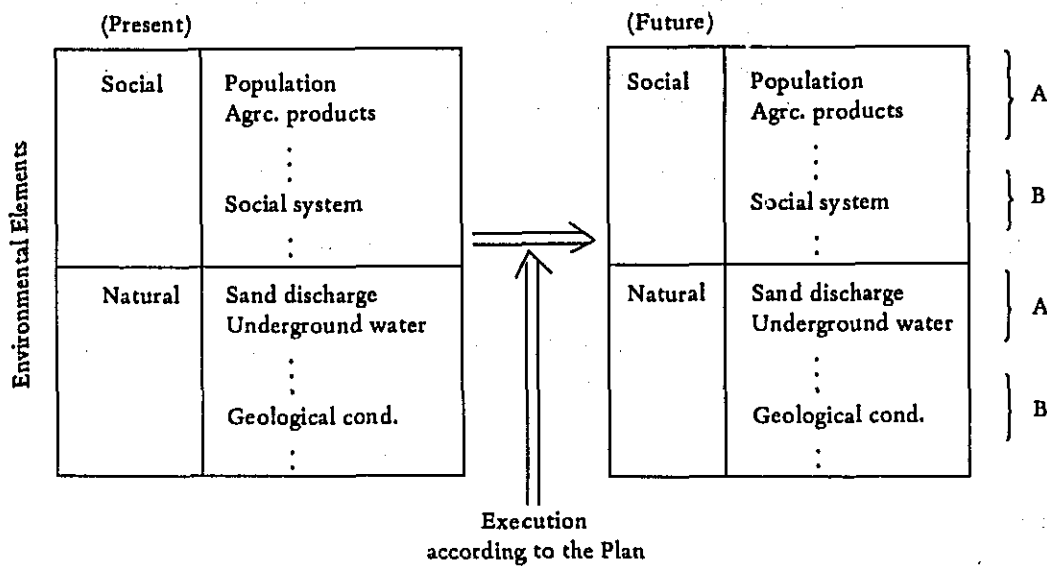 (Present)
Environmental Elements
Social
Population
Agrc. products
Social system
Natural
Sand discharge
Underground water
Geological cond.
Execution
according to the Plan
(Future)
Social
Population
Agrc. products
Social system
Natural
Sand discharge
Underground water
Geological cond.
A
B
A
B